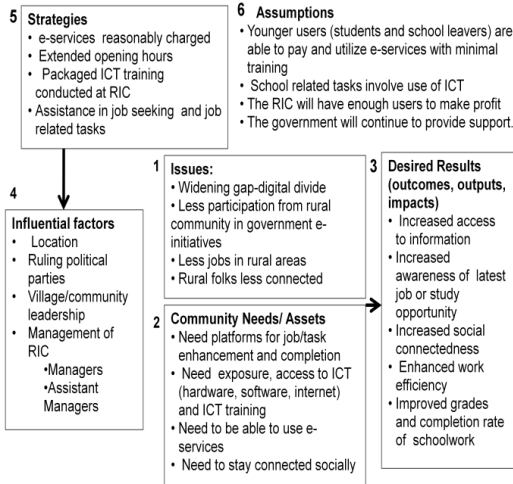 5 Strategies
• e-services reasonably charged
• Extended opening hours
• Packaged ICT training
conducted at RIC
• Assistance in job seeking and job
related tasks
6 Assumptions
• Younger users (students and school leavers) are
able to pay and utilize e-services with minimal
training
• School related tasks involve use of ICT
• The RIC will have enough users to make profit
• The government will continue to provide support.
4
Influential factors
• Location
• Ruling political
parties
• Village/community
leadership
• Management of
RIC
•Managers
•Assistant
Managers
1 Issues:
• Widening gap-digital divide
• Less participation from rural
community in government e-
initiatives
• Less jobs in rural areas
• Rural folks less connected
2 Community Needs/ Assets
• Need platforms for job/task
enhancement and completion
• Need exposure, access to ICT
(hardware, software, internet)
and ICT training
• Need to be able to use e-
services
• Need to stay connected socially
3 Desired Results
(outcomes, outputs,
impacts)
• Increased access
to information
• Increased
awareness of latest
job or study
opportunity
• Increased social
connectedness
• Enhanced work
efficiency
• Improved grades
and completion rate
of schoolwork